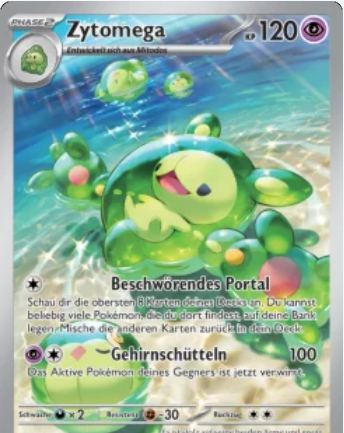 PHASE 2
Zytomega
KP 120
Entwickelt sich aus Mitodos
Beschwörendes Portal
Schau dir die obersten 8 Karten deines Decks an. Du kannst
beliebig viele Pokémon, die du dort findest, auf deine Bank
legen. Mische die anderen Karten zurück in dein Deck.
Gehirnschütteln 100
Das Aktive Pokémon deines Gegners ist jetzt verwirrt.
Schwäche × 2 Resistenz -30 Rückzug